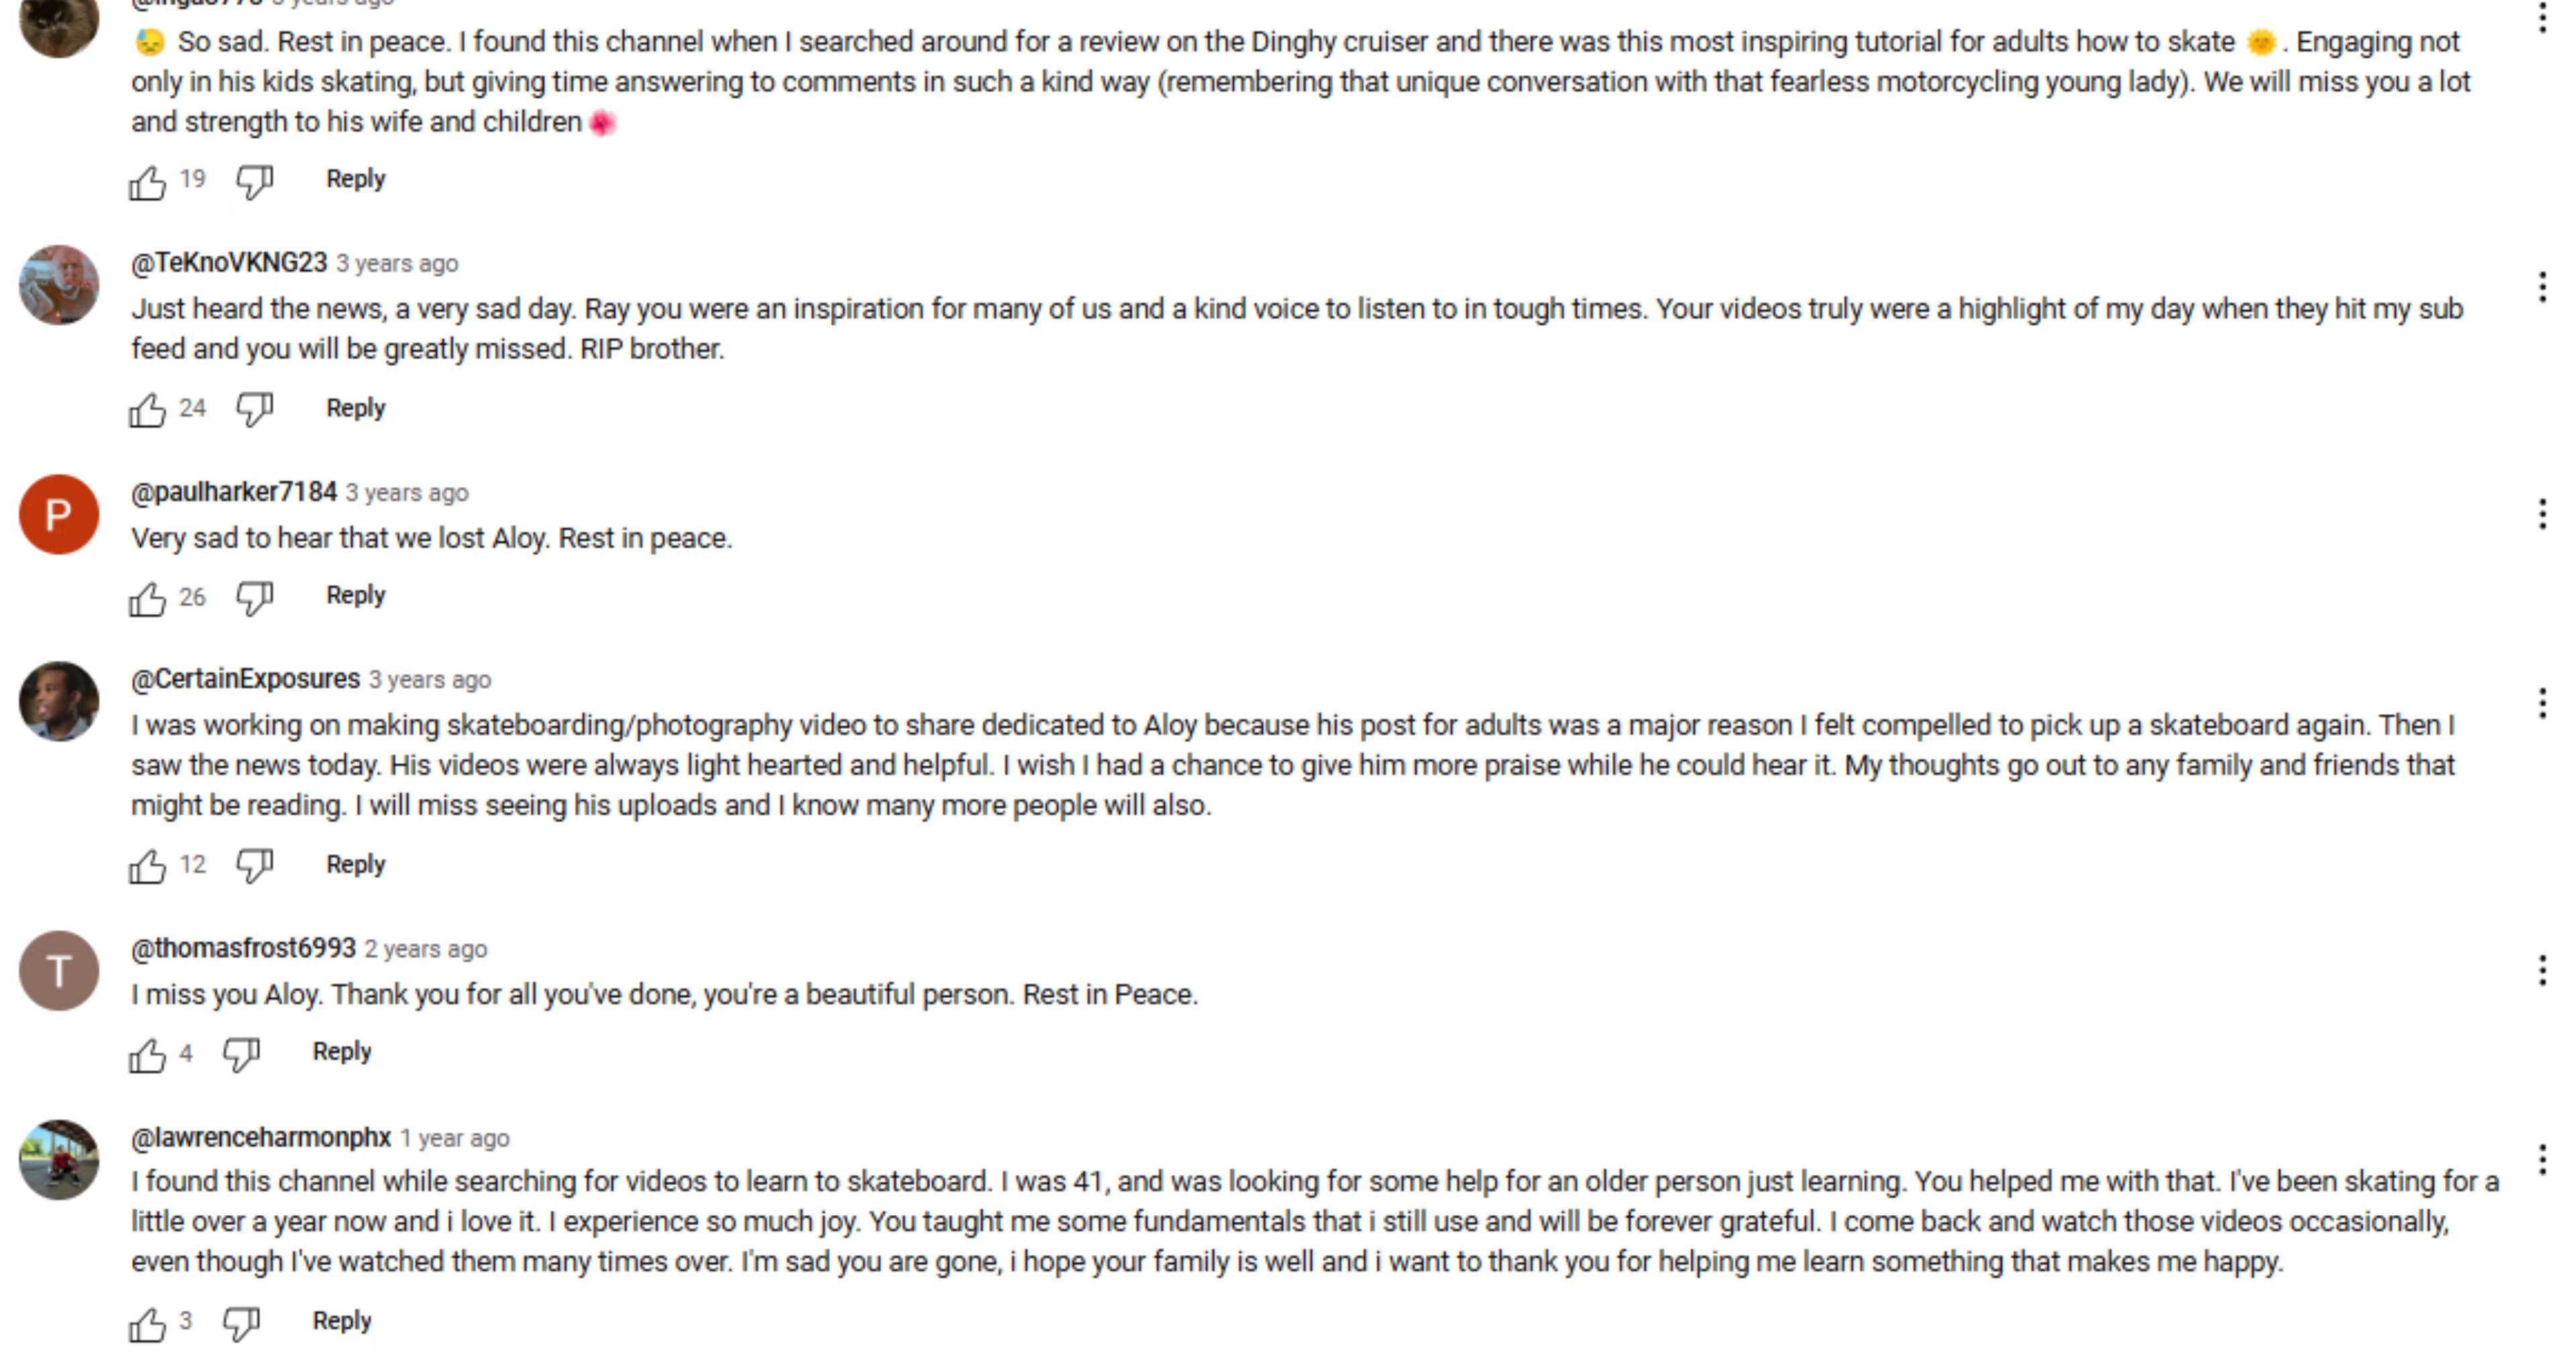 😓 So sad. Rest in peace. I found this channel when I searched around for a review on the Dinghy cruiser and there was this most inspiring tutorial for adults how to skate 🌞. Engaging not
only in his kids skating, but giving time answering to comments in such a kind way (remembering that unique conversation with that fearless motorcycling young lady). We will miss you a lot
and strength to his wife and children🌺
19 Reply
@TeKnoVKNG23 3 years ago
Just heard the news, a very sad day. Ray you were an inspiration for many of us and a kind voice to listen to in tough times. Your videos truly were a highlight of my day when they hit my sub
feed and you will be greatly missed. RIP brother.
24 Reply
P
@paulharker7184 3 years ago
Very sad to hear that we lost Aloy. Rest in peace.
26 Reply
@CertainExposures 3 years ago
I was working on making skateboarding/photography video to share dedicated to Aloy because his post for adults was a major reason I felt compelled to pick up a skateboard again. Then I
saw the news today. His videos were always light hearted and helpful. I wish I had a chance to give him more praise while he could hear it. My thoughts go out to any family and friends that
might be reading. I will miss seeing his uploads and I know many more people will also.
12 Reply
T
@thomasfrost6993 2 years ago
I miss you Aloy. Thank you for all you've done, you're a beautiful person. Rest in Peace.
4 Reply
@lawrenceharmonphx 1 year ago
I found this channel while searching for videos to learn to skateboard. I was 41, and was looking for some help for an older person just learning. You helped me with that. I've been skating for a
little over a year now and i love it. I experience so much joy. You taught me some fundamentals that i still use and will be forever grateful. I come back and watch those videos occasionally,
even though I've watched them many times over. I'm sad you are gone, i hope your family is well and i want to thank you for helping me learn something that makes me happy.
3 Reply